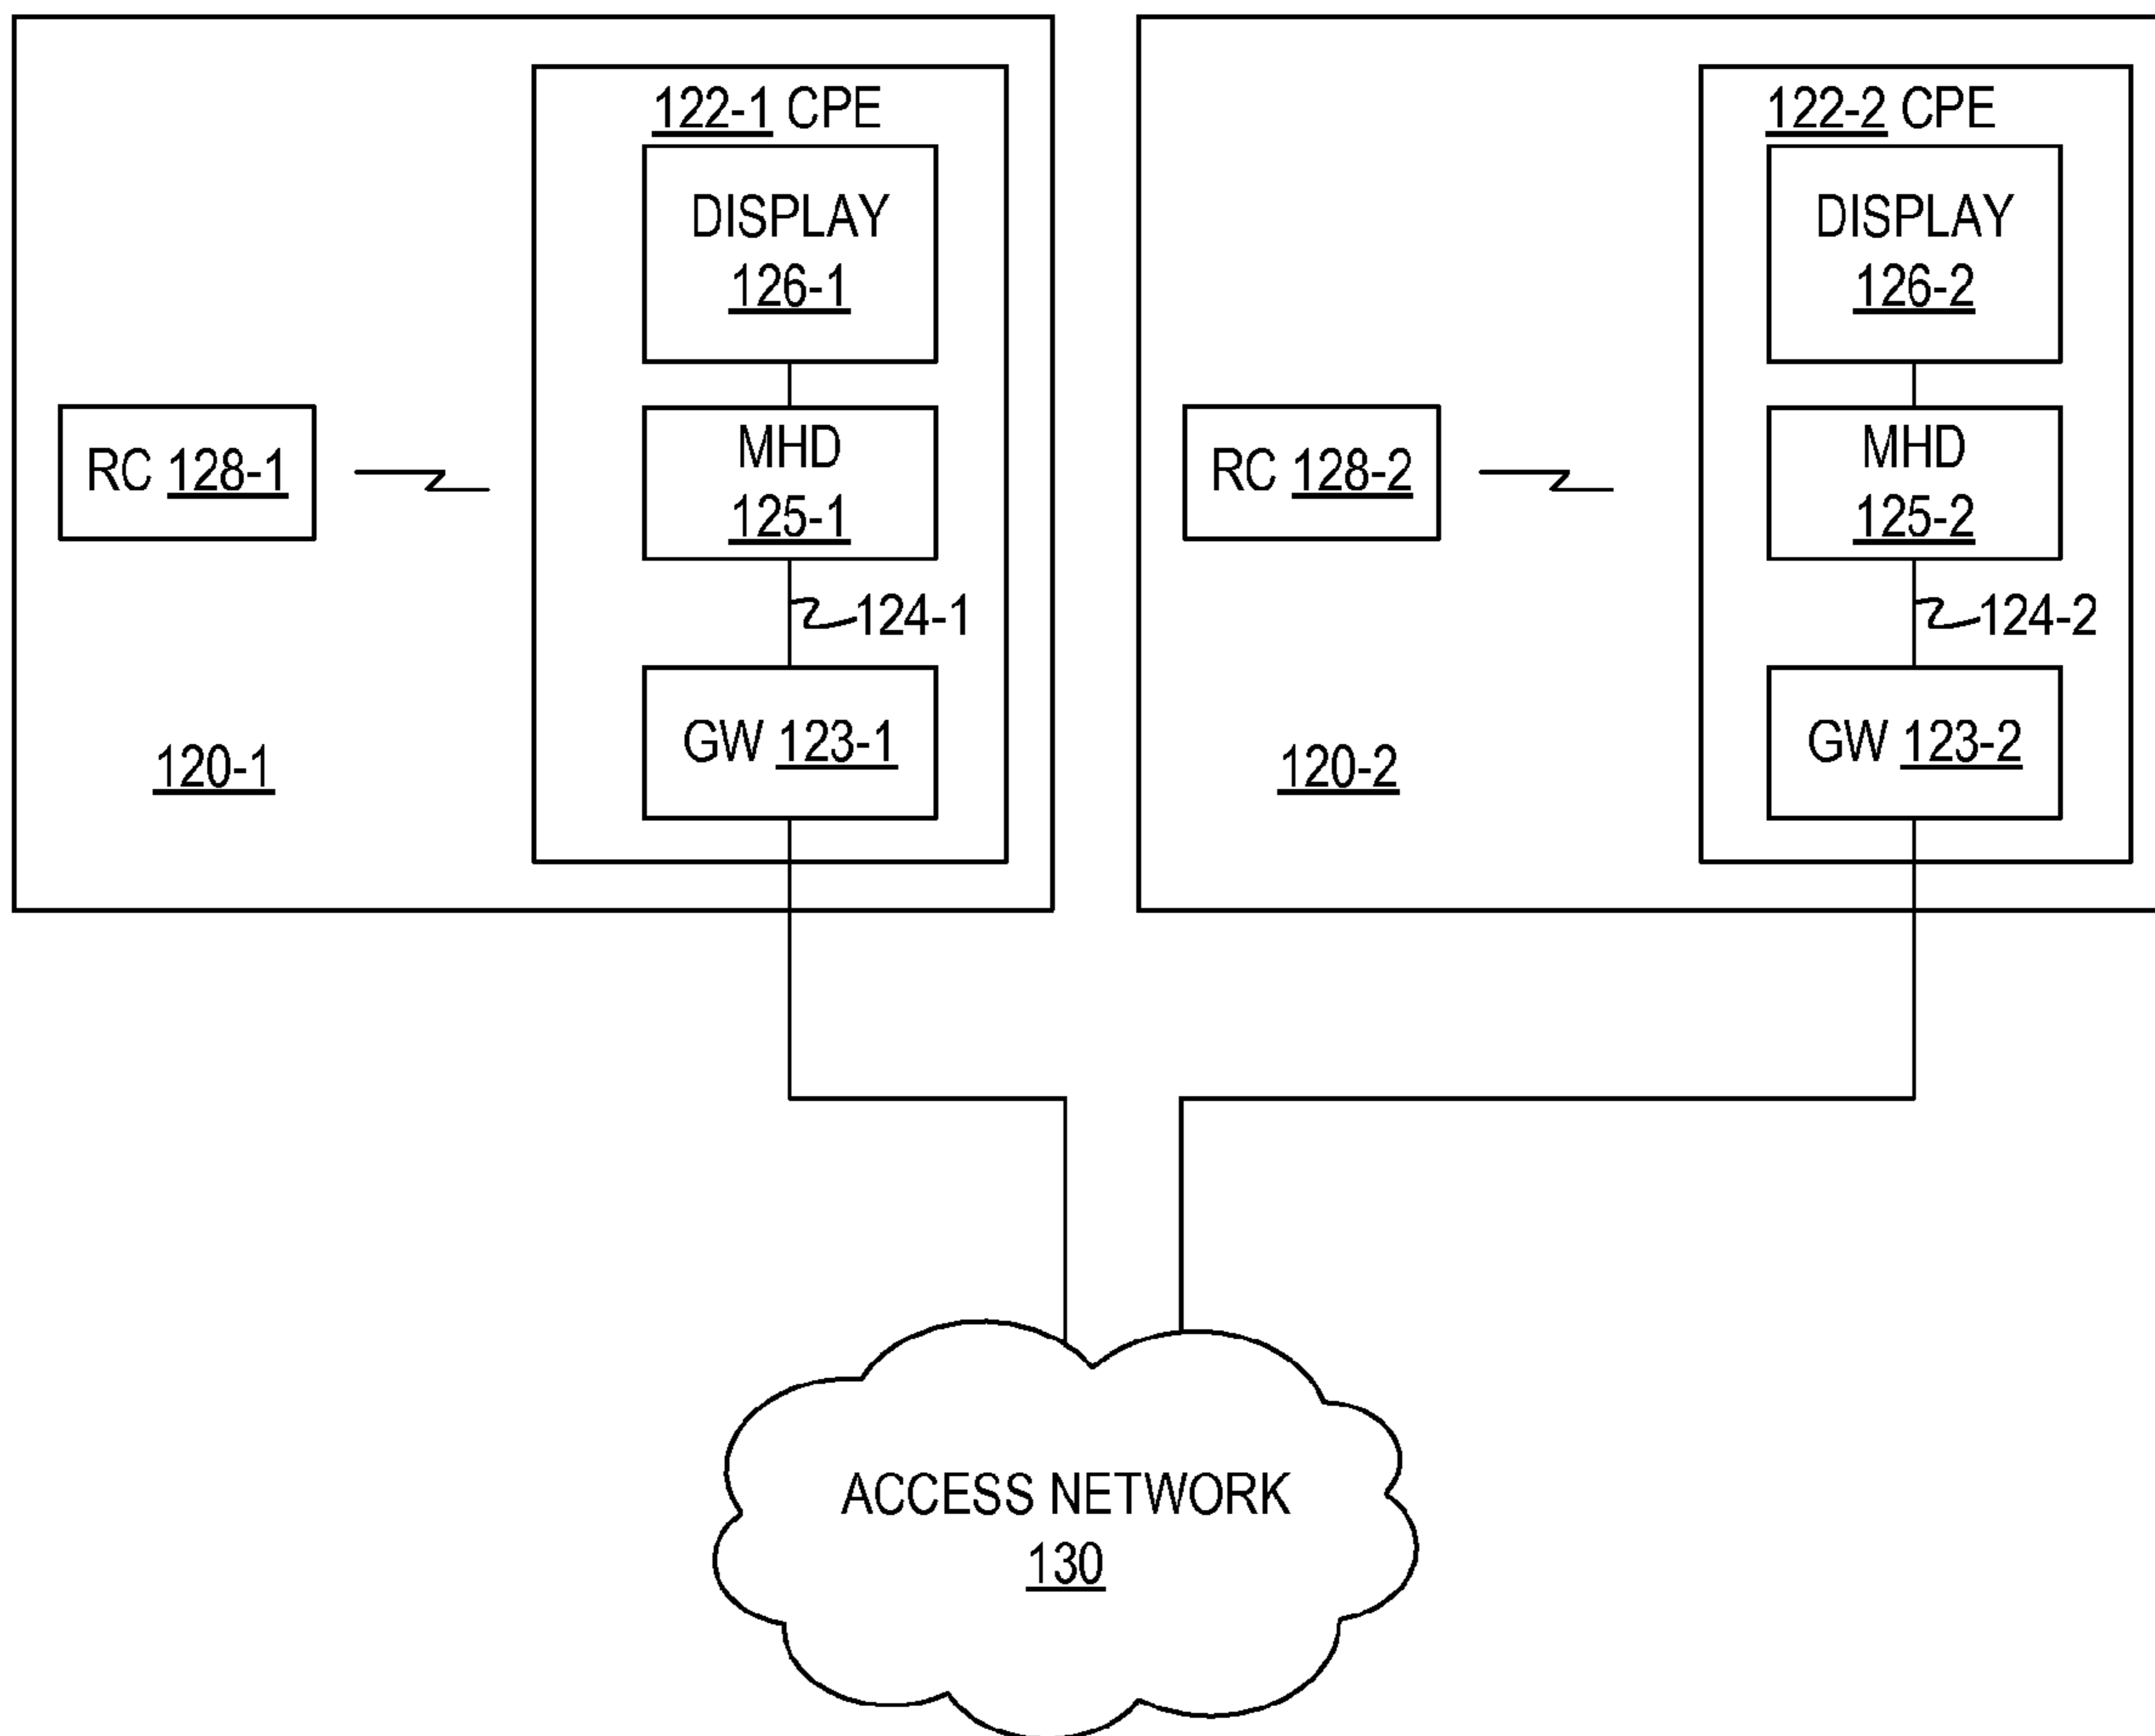 122-1 CPE
DISPLAY
126-1
RC 128-1
MHD
125-1
124-1
GW 123-1
120-1
122-2 CPE
DISPLAY
126-2
RC 128-2
MHD
125-2
124-2
GW 123-2
120-2
ACCESS NETWORK
130